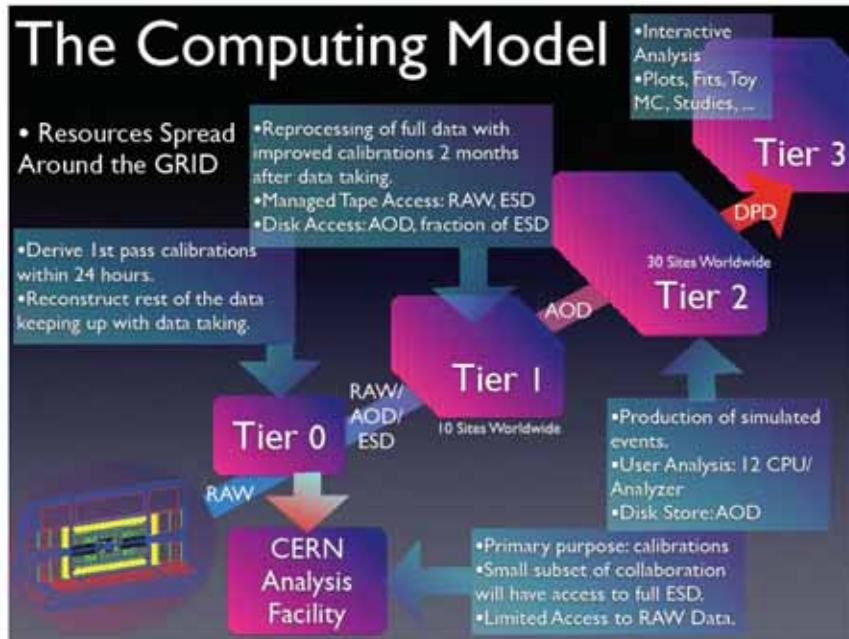 The Computing Model
• Resources Spread
Around the GRID
•Interactive
Analysis
•Plots, Fits, Toy
MC, Studies, ...
Tier 3
•Reprocessing of full data with
improved calibrations 2 months
after data taking.
•Managed Tape Access: RAW, ESD
•Disk Access: AOD, fraction of ESD
DPD
•Derive 1st pass calibrations
within 24 hours.
•Reconstruct rest of the data
keeping up with data taking.
30 Sites Worldwide
Tier 2
AOD
Tier 1
10 Sites Worldwide
RAW/
AOD/
ESD
Tier 0
RAW
•Production of simulated
events.
•User Analysis: 12 CPU/
Analyzer
•Disk Store: AOD
CERN
Analysis
Facility
•Primary purpose: calibrations
•Small subset of collaboration
will have access to full ESD.
•Limited Access to RAW Data.